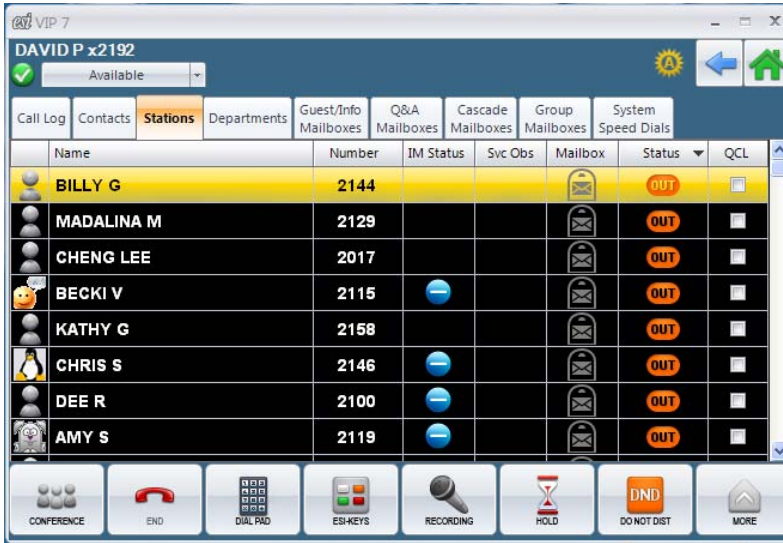 esi VIP 7
DAVID P x2192
Available
A
Call Log Contacts Stations Departments Guest/Info Mailboxes Q&A Mailboxes Cascade Mailboxes Group Mailboxes System Speed Dials
Name Number IM Status Svc Obs Mailbox Status QCL
BILLY G 2144 OUT
MADALINA M 2129 OUT
CHENG LEE 2017 OUT
BECKI V 2115 OUT
KATHY G 2158 OUT
CHRIS S 2146 OUT
DEE R 2100 OUT
AMY S 2119 OUT
DND
CONFERENCE END DIAL PAD ESI-KEYS RECORDING HOLD DO NOT DIST MORE